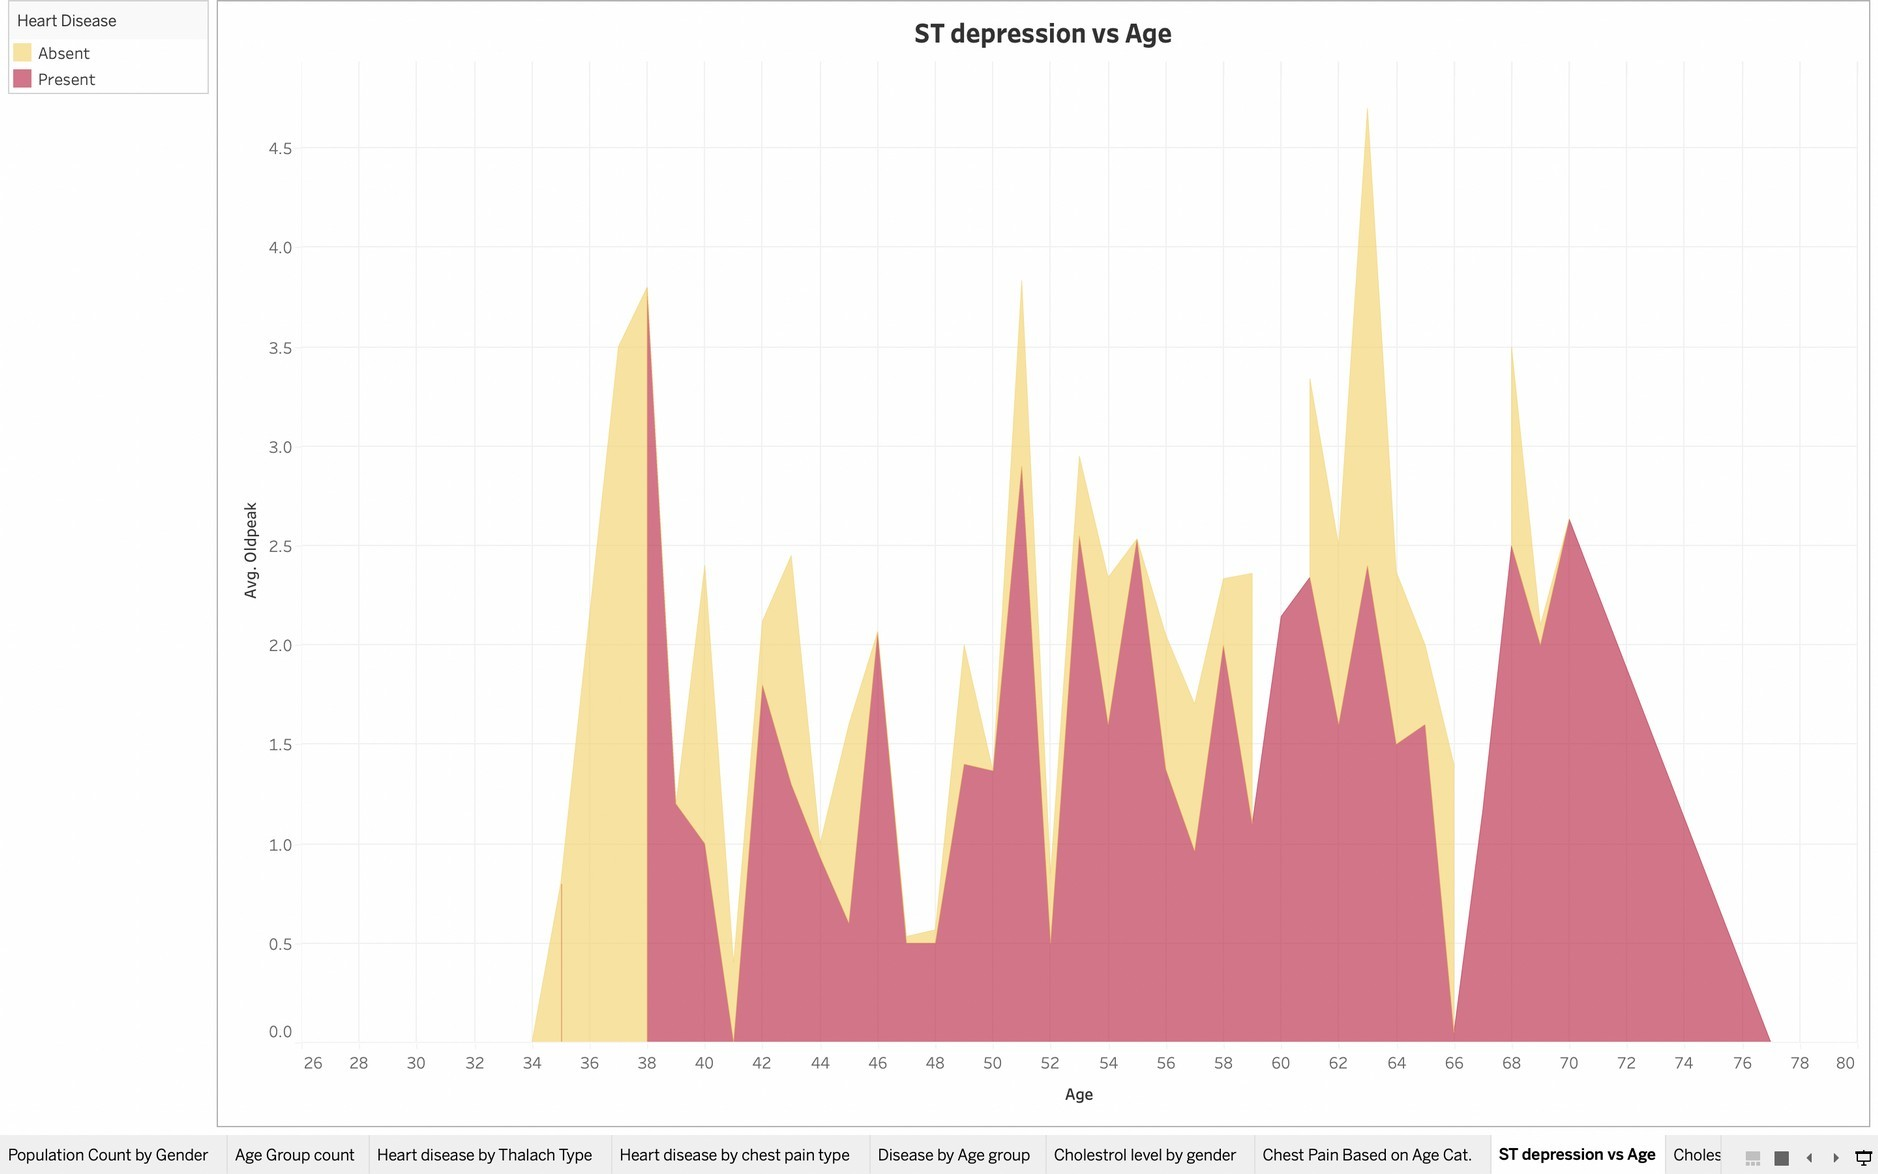 Heart Disease
Absent
Present
ST depression vs Age
4.5
4.0
3.5
3.0
2.5
2.0
1.5
1.0
0.5
0.0
Avg. Oldpeak
26 28 30 32 34 36 38 40 42 44 46 48 50 52 54 56 58 60 62 64 66 68 70 72 74 76 78 80
Age
Population Count by Gender Age Group count Heart disease by Thalach Type Heart disease by chest pain type Disease by Age group Cholestrol level by gender Chest Pain Based on Age Cat. ST depression vs Age Choles